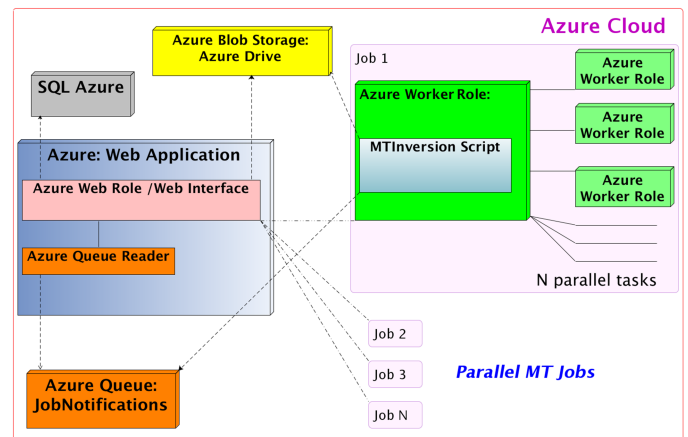 Azure Cloud
Azure Blob Storage:
Azure Drive
Job 1
SQL Azure
Azure Worker Role:
MTInversion Script
Azure
Worker Role
Azure
Worker Role
Azure
Worker Role
N parallel tasks
Azure: Web Application
Azure Web Role /Web Interface
Azure Queue Reader
Job 2
Job 3
Job N
Parallel MT Jobs
Azure Queue:
JobNotifications